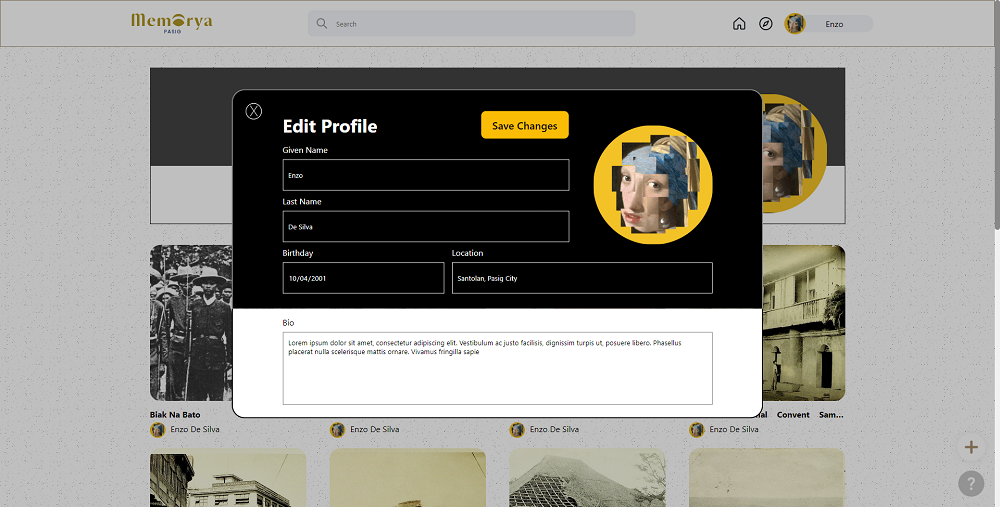 Memorya
PASIG
Search
Enzo
X
Edit Profile
Save Changes
Given Name
Enzo
Last Name
De Silva
Birthday
Location
10/04/2001
Santolan, Pasig City
Bio
Lorem ipsum dolor sit amet, consectetur adipiscing elit. Vestibulum ac justo facilisis, dignissim turpis ut, posuere libero. Phasellus
placerat nulla scelerisque mattis ornare. Vivamus fringilla sapie
Biak Na Bato
Convent Sam...
Enzo De Silva
Enzo De Silva
Enzo De Silva
Enzo De Silva
+
?